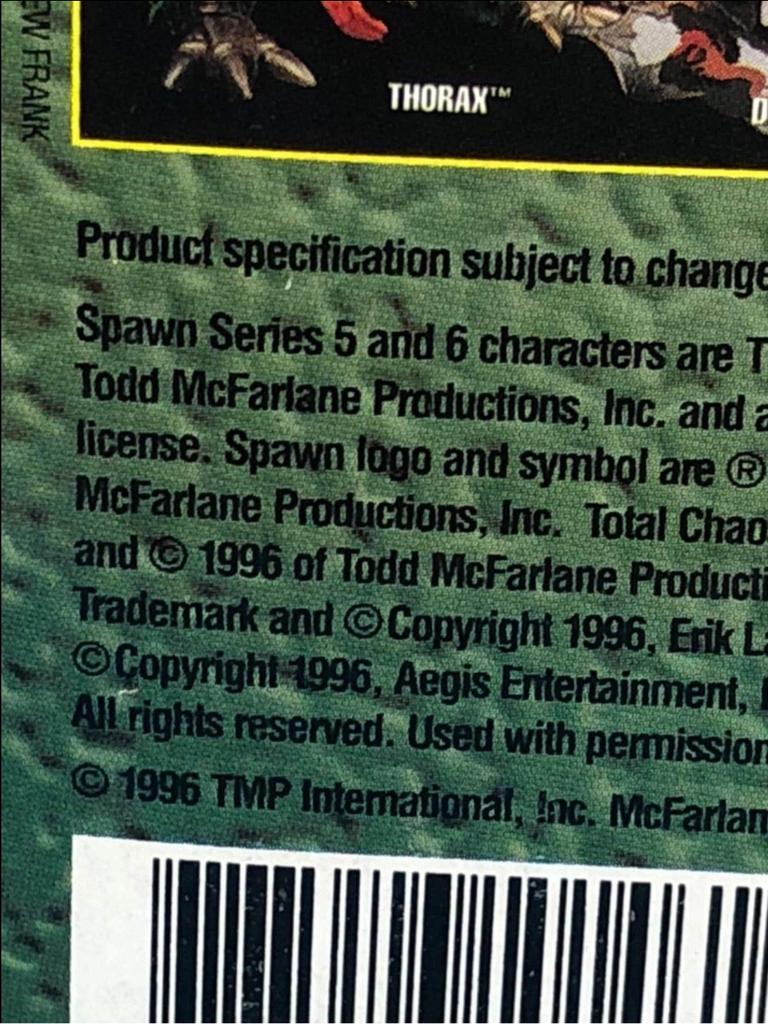 EW FRANK
THORAX™
D
Product specification subject to change
Spawn Series 5 and 6 characters are T
Todd McFarlane Productions, Inc. and a
license. Spawn logo and symbol are ®
McFarlane Productions, Inc. Total Chao
and © 1996 of Todd McFarlane Producti
Trademark and ©Copyright 1996, Erik La
©Copyright 1996, Aegis Entertainment, I
All rights reserved. Used with permission
© 1996 TMP International, Inc. McFarlan